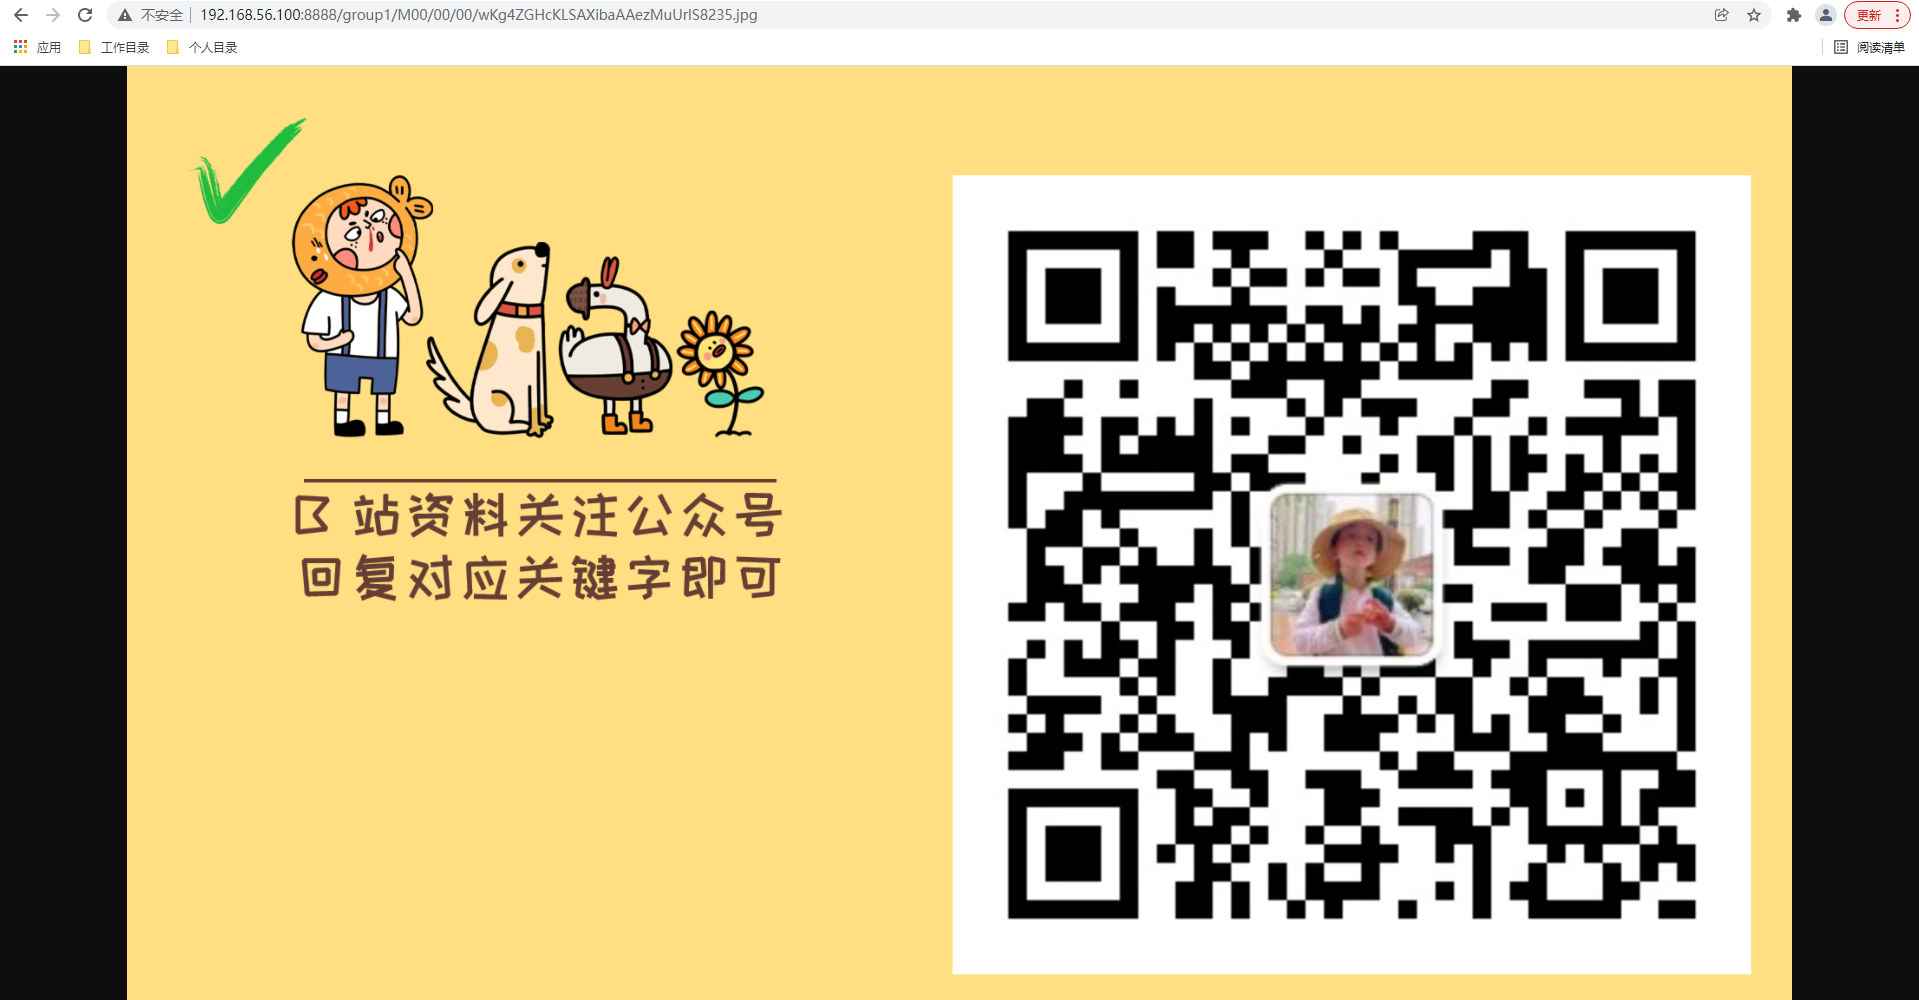 不安全
192.168.56.100:8888/group1/M00/00/00/wKg4ZGHcKLSAXibaAAezMuUrIS8235.jpg
更新
应用
工作目录
个人目录
阅读清单
B 站资料关注公众号
回复对应关键字即可